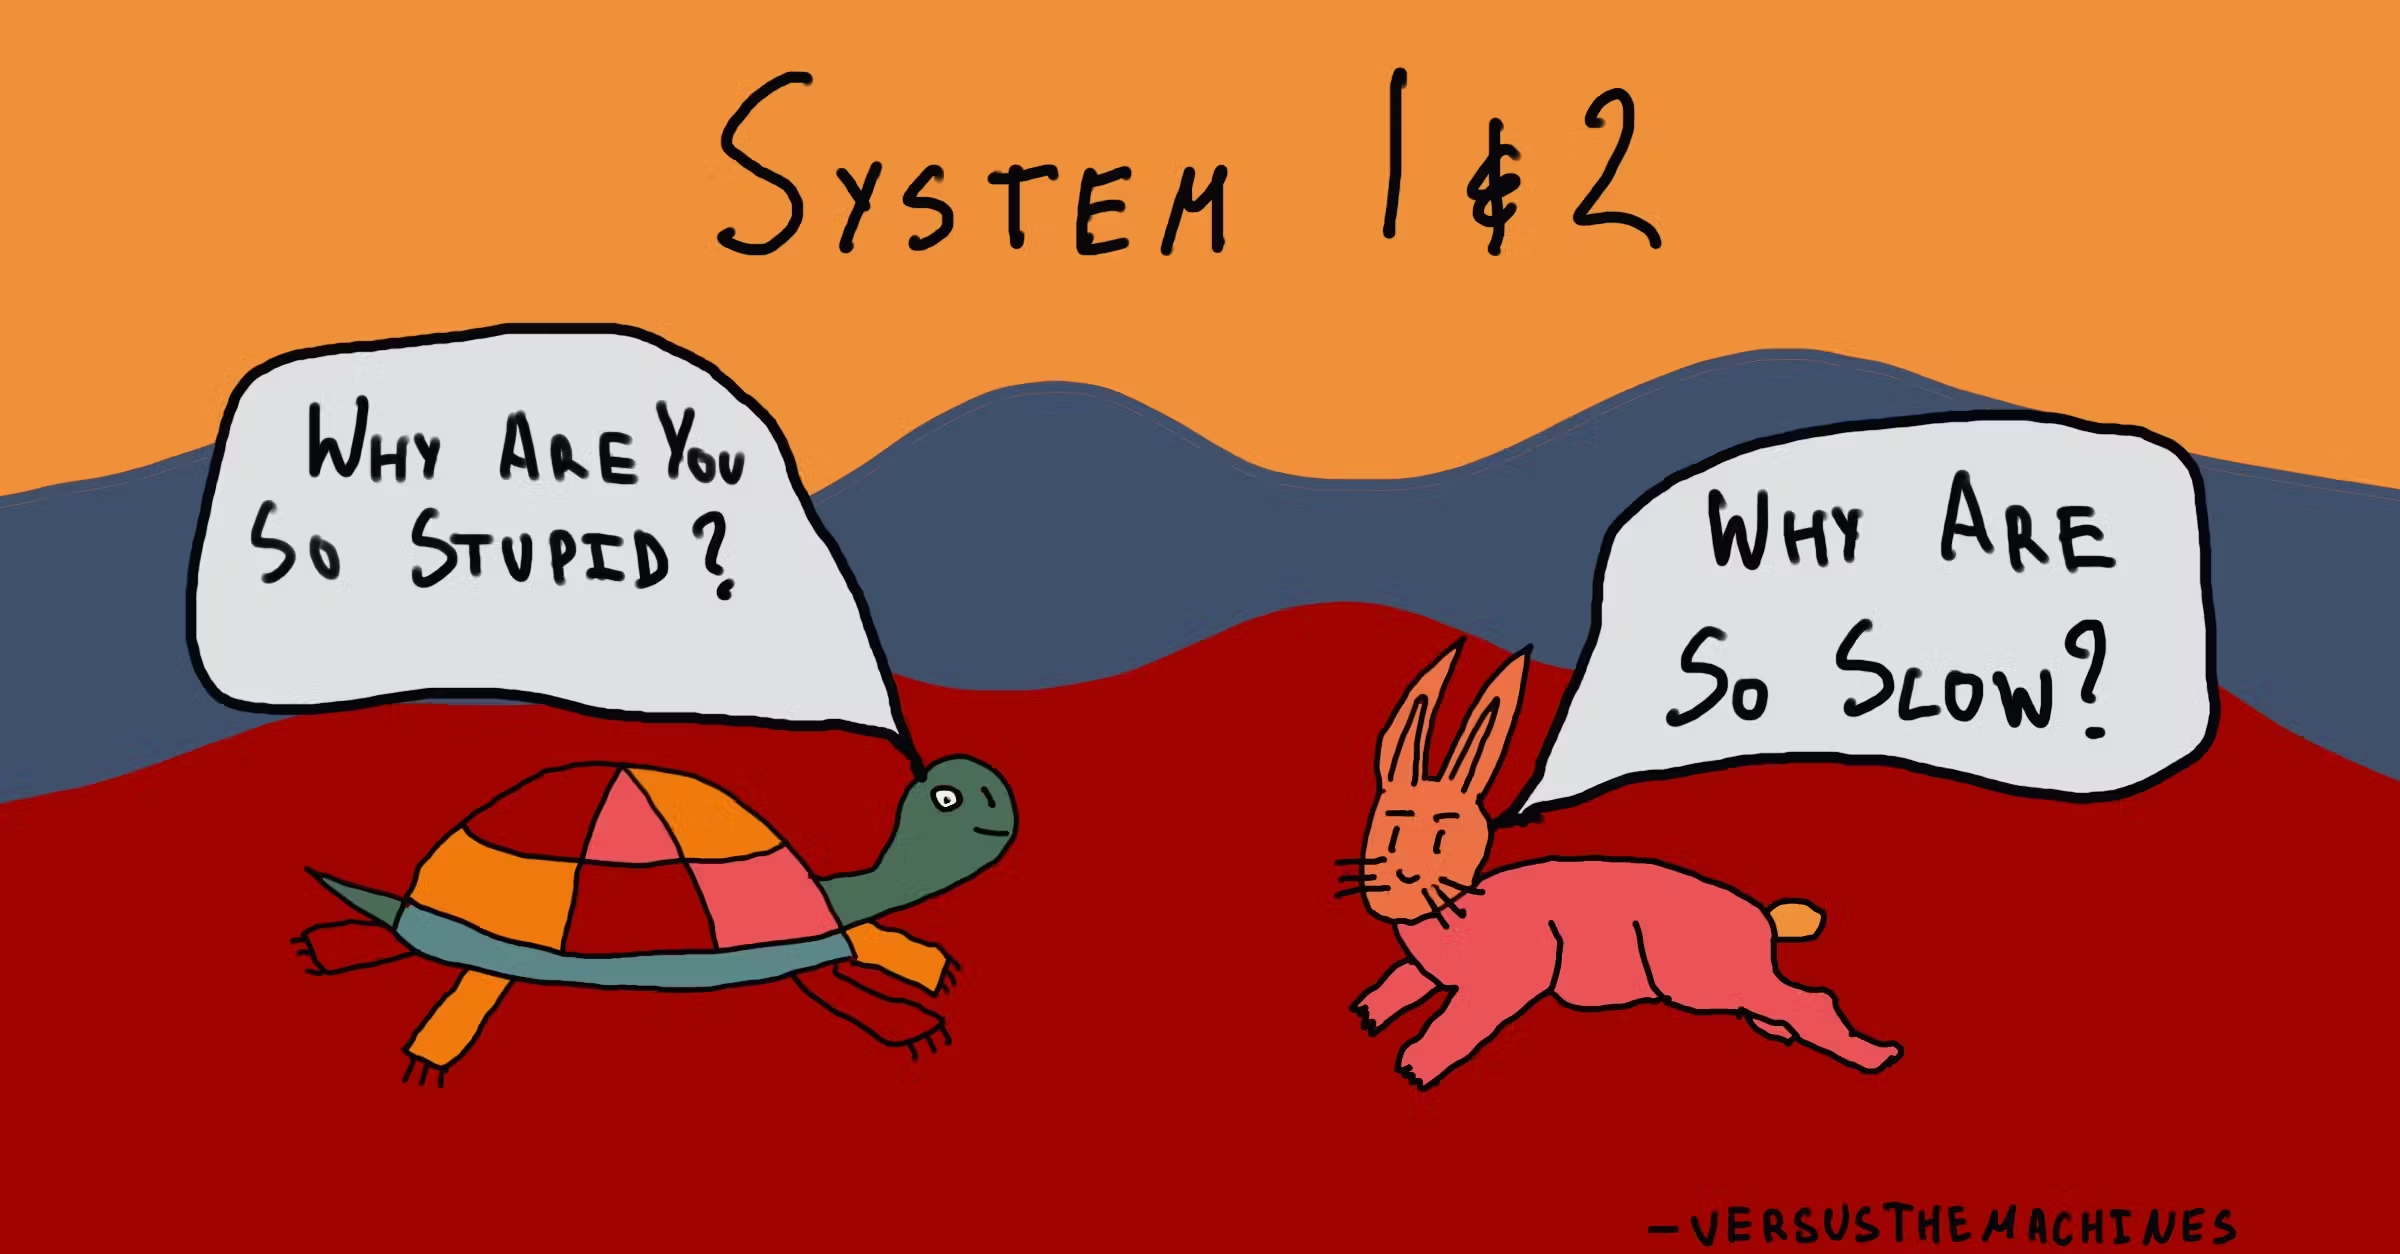 System 1 & 2
Why Are You
So Stupid?
Why Are
So Slow?
-VERSUSTHEMACHINES